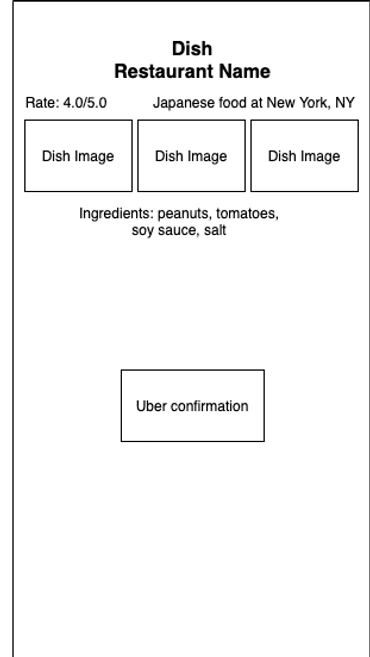 Dish
Restaurant Name
Rate: 4.0/5.0 Japanese food at New York, NY
Dish Image Dish Image Dish Image
Ingredients: peanuts, tomatoes,
soy sauce, salt
Uber confirmation